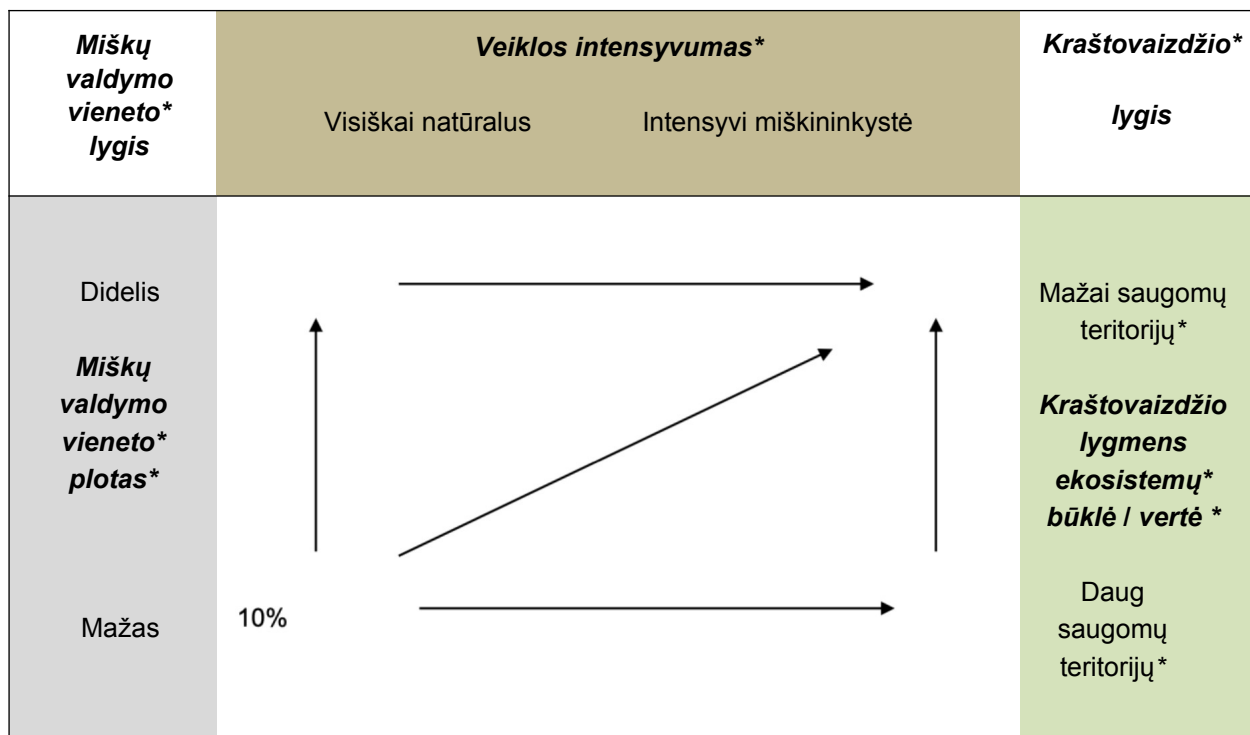 Miškų
valdymo
vieneto*
lygis
Veiklos intensyvumas*
Visiškai natūralus
Intensyvi miškininkystė
Kraštovaizdžio*
lygis
Didelis
Miškų
valdymo
vieneto*
plotas*
Mažas
10%
Mažai saugomų
teritorijų*
Kraštovaizdžio
lygmens
ekosistemų*
būklė / vertė *
Daug
saugomų
teritorijų*